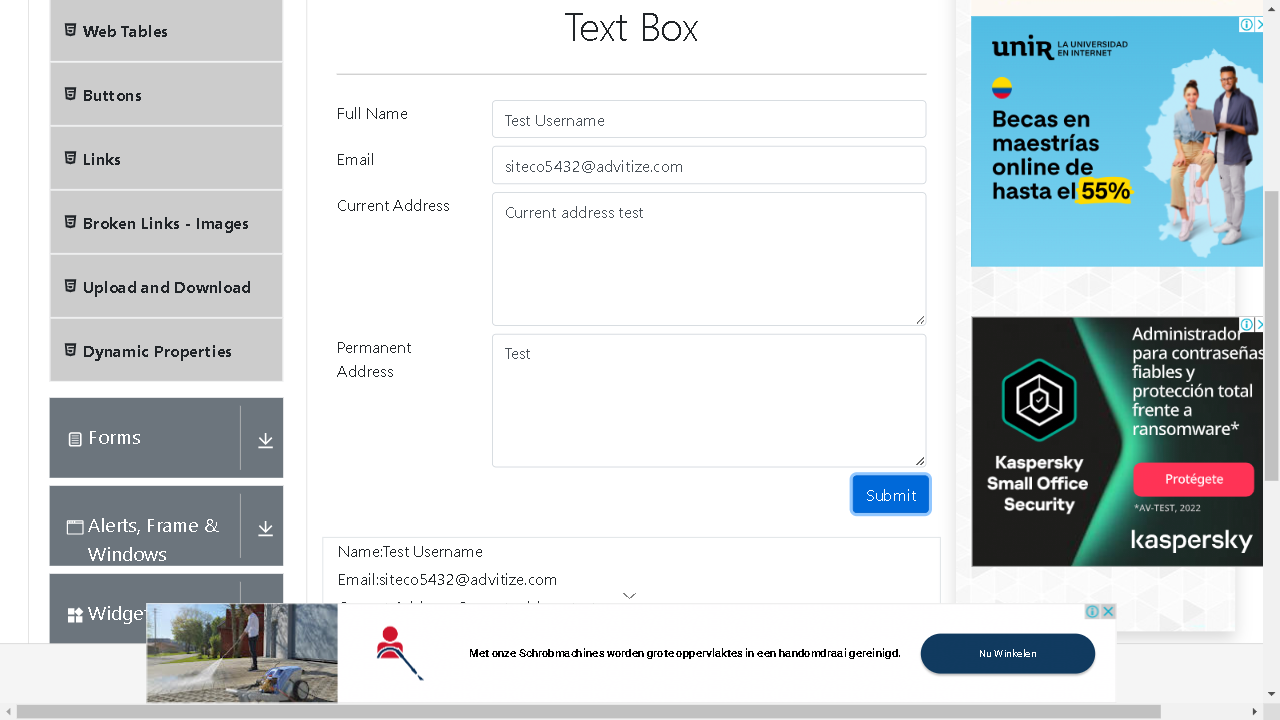 Text Box
Web Tables
Buttons
Links
Broken Links - Images
Upload and Download
Dynamic Properties
Forms
Alerts, Frame &
Windows
Full Name
Test Username
Email
siteco5432@advitize.com
Current Address
Current address test
Permanent
Address
Test
Submit
Name:Test Username
Email:siteco5432@advitize.com
unir LA UNIVERSIDAD
EN INTERNET
Becas en
maestrías
online de
hasta el 55%
Administrador
para contraseñas
fiables y
protección total
frente a
ransomware*
Kaspersky
Small Office
Security
Protégete
*AV-TEST, 2022
kaspersky
Met onze Schrobmachines worden grote oppervlaktes in een handomdraai gereinigd.
Nu Winkelen